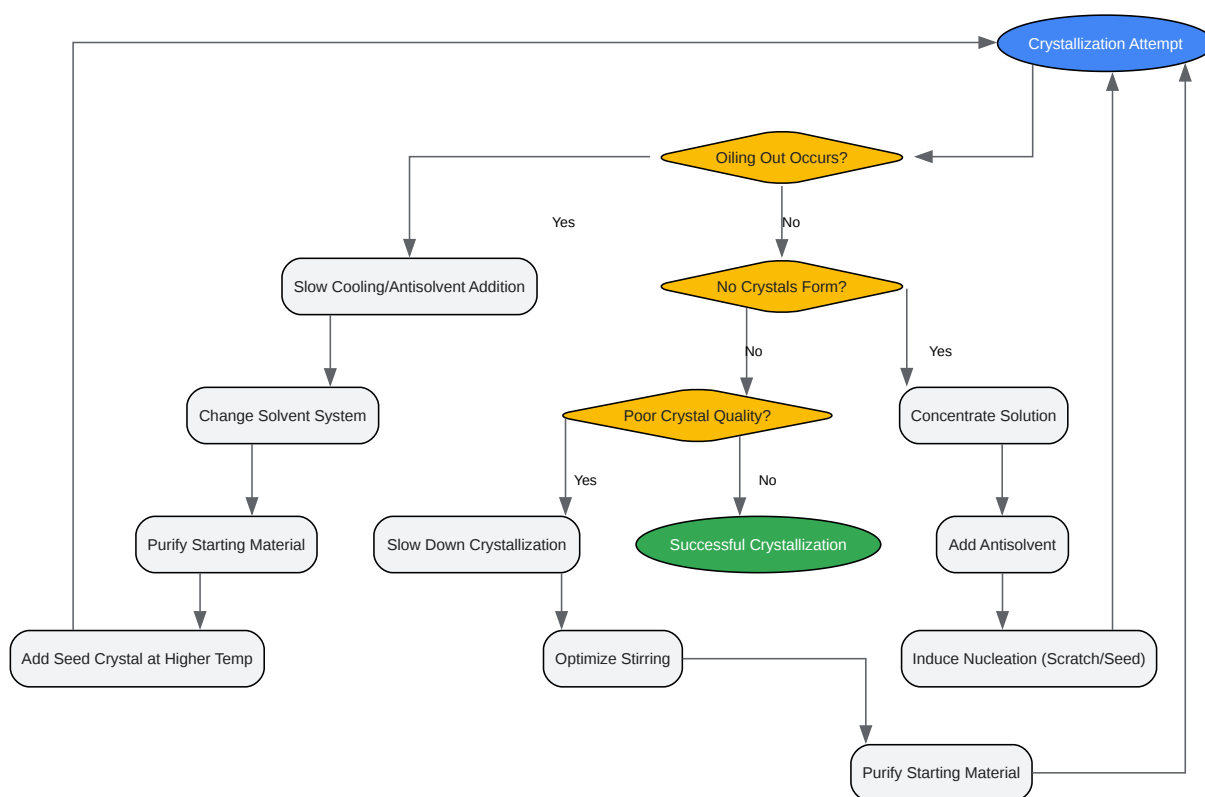 Crystallization Attempt
Oiling Out Occurs?
Yes
No
Slow Cooling/Antisolvent Addition
No Crystals Form?
No
Yes
Change Solvent System
Poor Crystal Quality?
Concentrate Solution
Yes
No
Purify Starting Material
Slow Down Crystallization
Successful Crystallization
Add Antisolvent
Add Seed Crystal at Higher Temp
Optimize Stirring
Induce Nucleation (Scratch/Seed)
Purify Starting Material